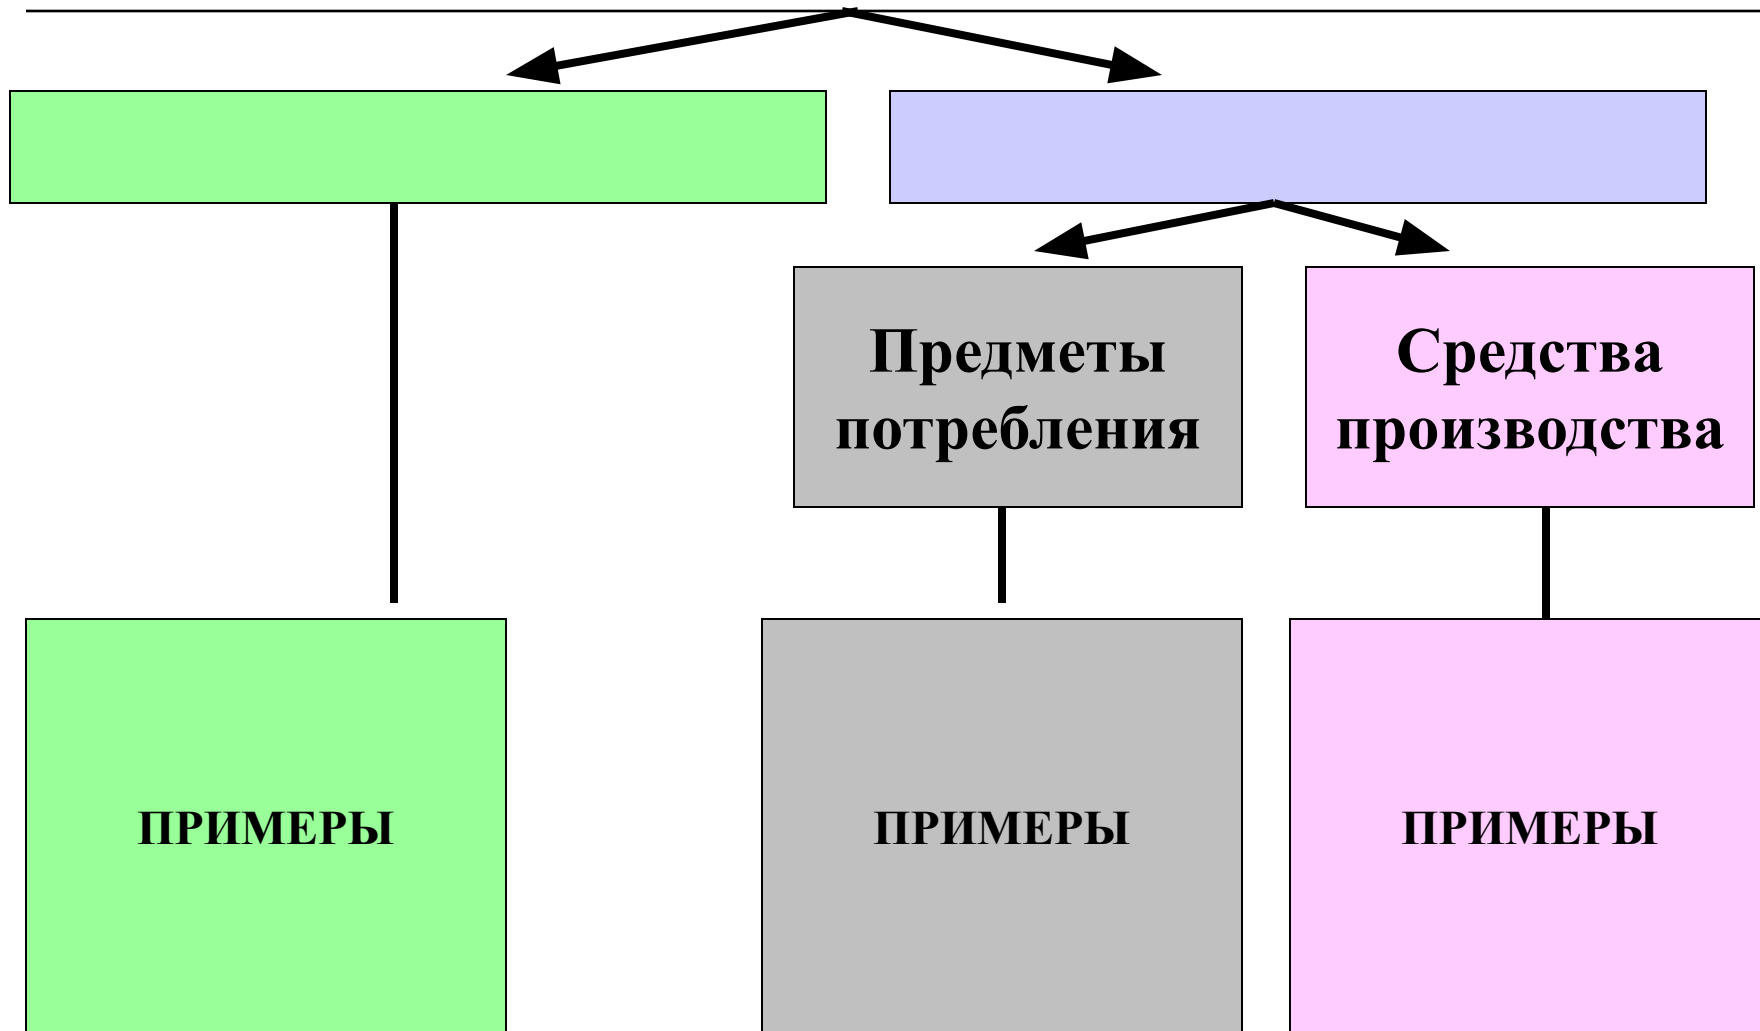 Предметы
потребления
Средства
производства
ПРИМЕРЫ
ПРИМЕРЫ
ПРИМЕРЫ